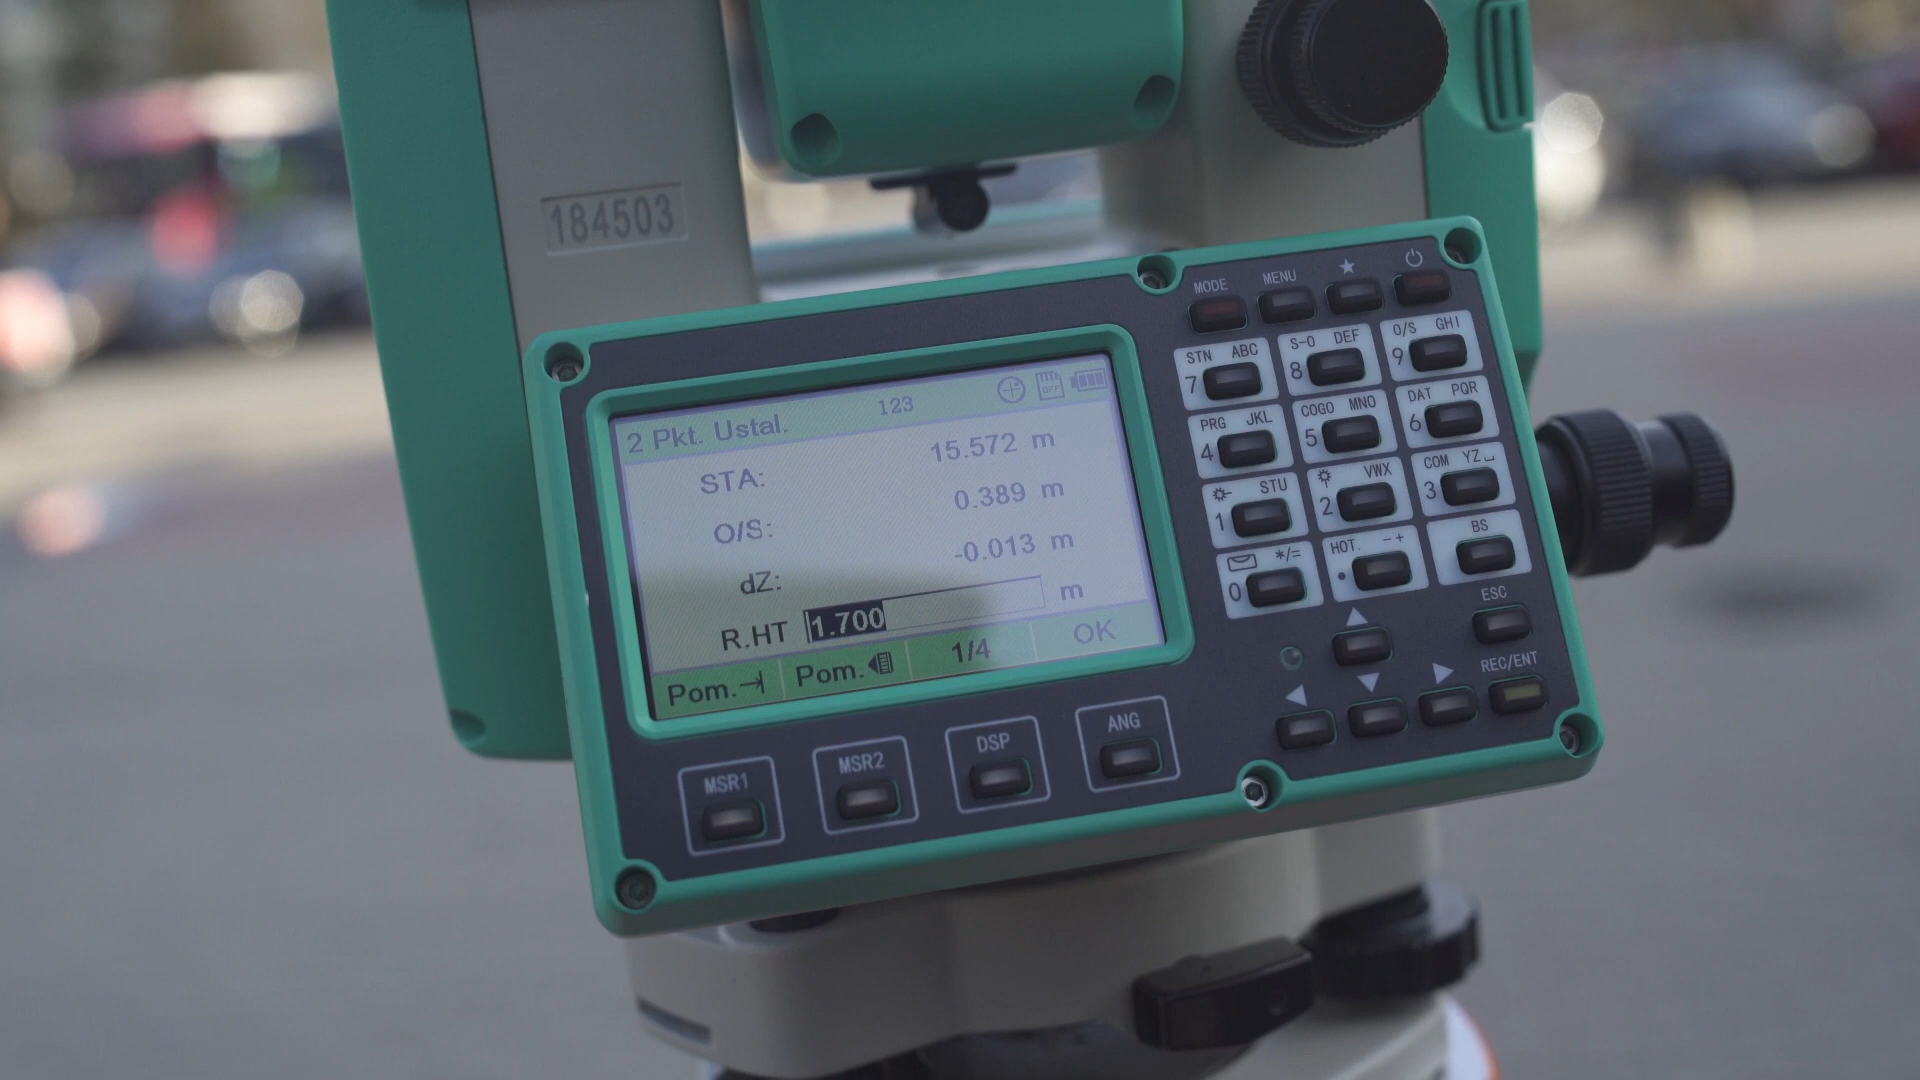 184503
2 Pkt. Ustal. 123 OFF
STA: 15.572 m
O/S: 0.389 m
dZ: -0.013 m
R.HT 1.700 m
Pom. Pom. 1/4 OK
MSR1 MSR2 DSP ANG
MODE MENU ★
STN ABC S-O DEF O/S GHI
7 8 9
PRG JKL COGO MNO DAT PQR
4 5 6
STU VWX COM YZ␣
1 2 3
*/= HOT. -+ BS
0 .
ESC
REC/ENT